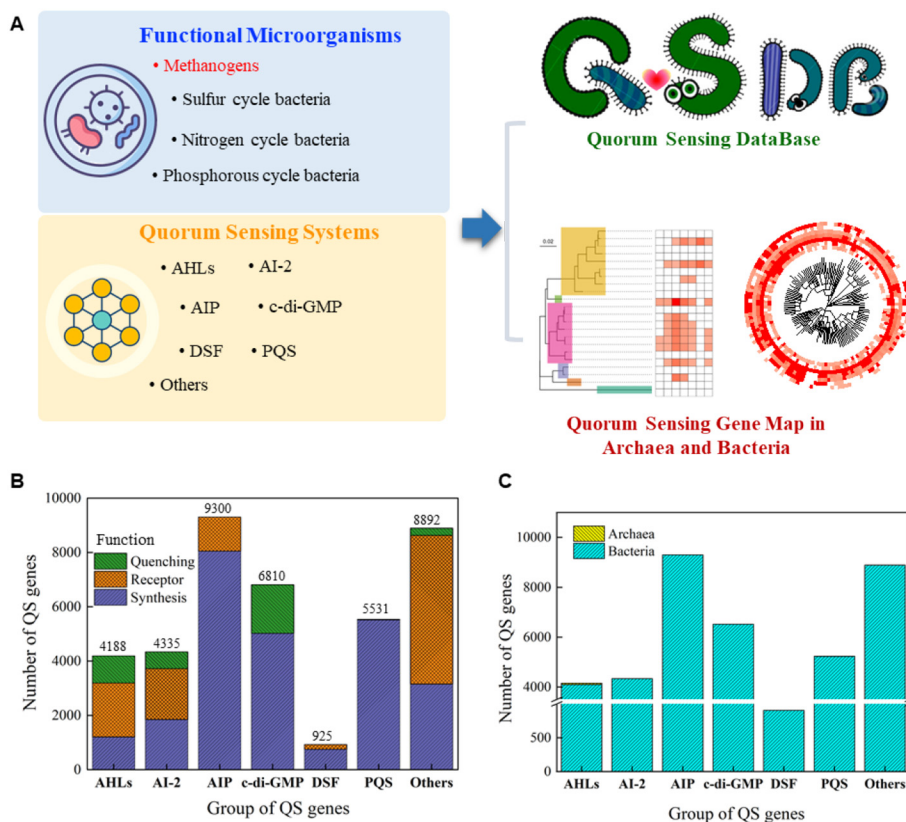 A
Functional Microorganisms
• Methanogens
• Sulfur cycle bacteria
• Nitrogen cycle bacteria
• Phosphorous cycle bacteria
Quorum Sensing Systems
• AHLs • AI-2
• AIP • c-di-GMP
• DSF • PQS
• Others
QSDB
Quorum Sensing DataBase
0.02
Quorum Sensing Gene Map in
Archaea and Bacteria
B
Number of QS genes
10000
8000
6000
4000
2000
0
Function
Quenching
Receptor
Synthesis
4188
4335
9300
6810
925
5531
8892
AHLs AI-2 AIP c-di-GMP DSF PQS Others
Group of QS genes
C
Number of QS genes
10000
8000
6000
4000
500
0
Archaea
Bacteria
AHLs AI-2 AIP c-di-GMP DSF PQS Others
Group of QS genes